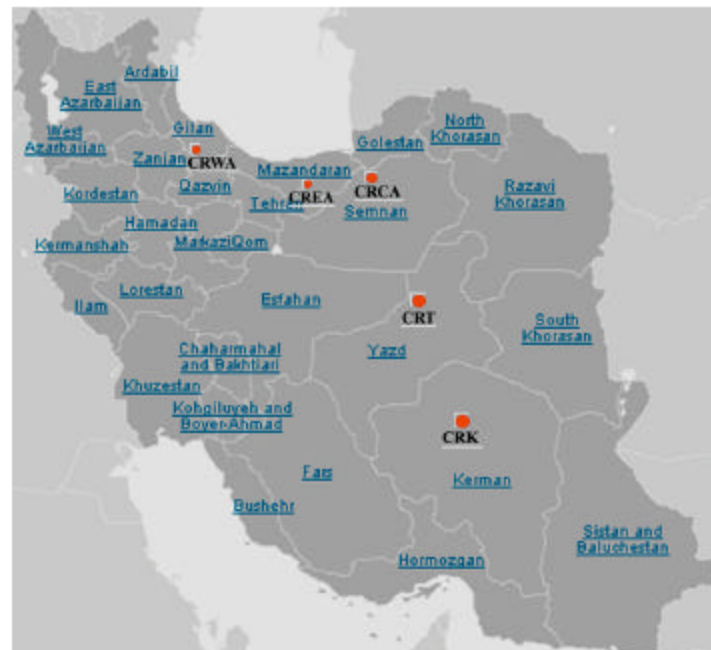 Ardabil
East
Azarbaijan
West
Azarbaijan
Gilan
Zanjan
CRWA
North
Khorasan
Golestan
Mazandaran
CREA
CRCA
Qazvin
Tehran
Semnan
Razavi
Khorasan
Kordestan
Hamadan
Markazi Qom
Kermanshah
Lorestan
Ilam
Esfahan
CRT
Yazd
South
Khorasan
Chaharmahal
and Bakhtiari
Khuzestan
Kohgiluyeh and
Boyer-Ahmad
CRK
Kerman
Fars
Bushehr
Sistan and
Baluchestan
Hormozgan